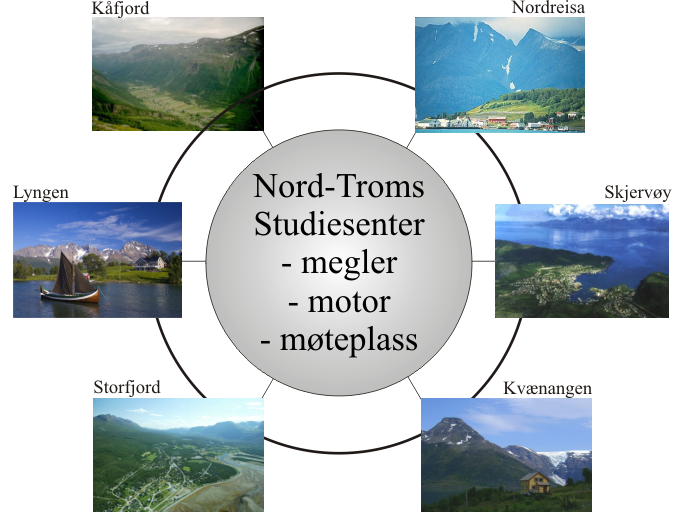 Kåfjord
Nordreisa
Lyngen
Skjervøy
Nord-Troms
Studiesenter
- megler
- motor
- møteplass
Storfjord
Kvænangen